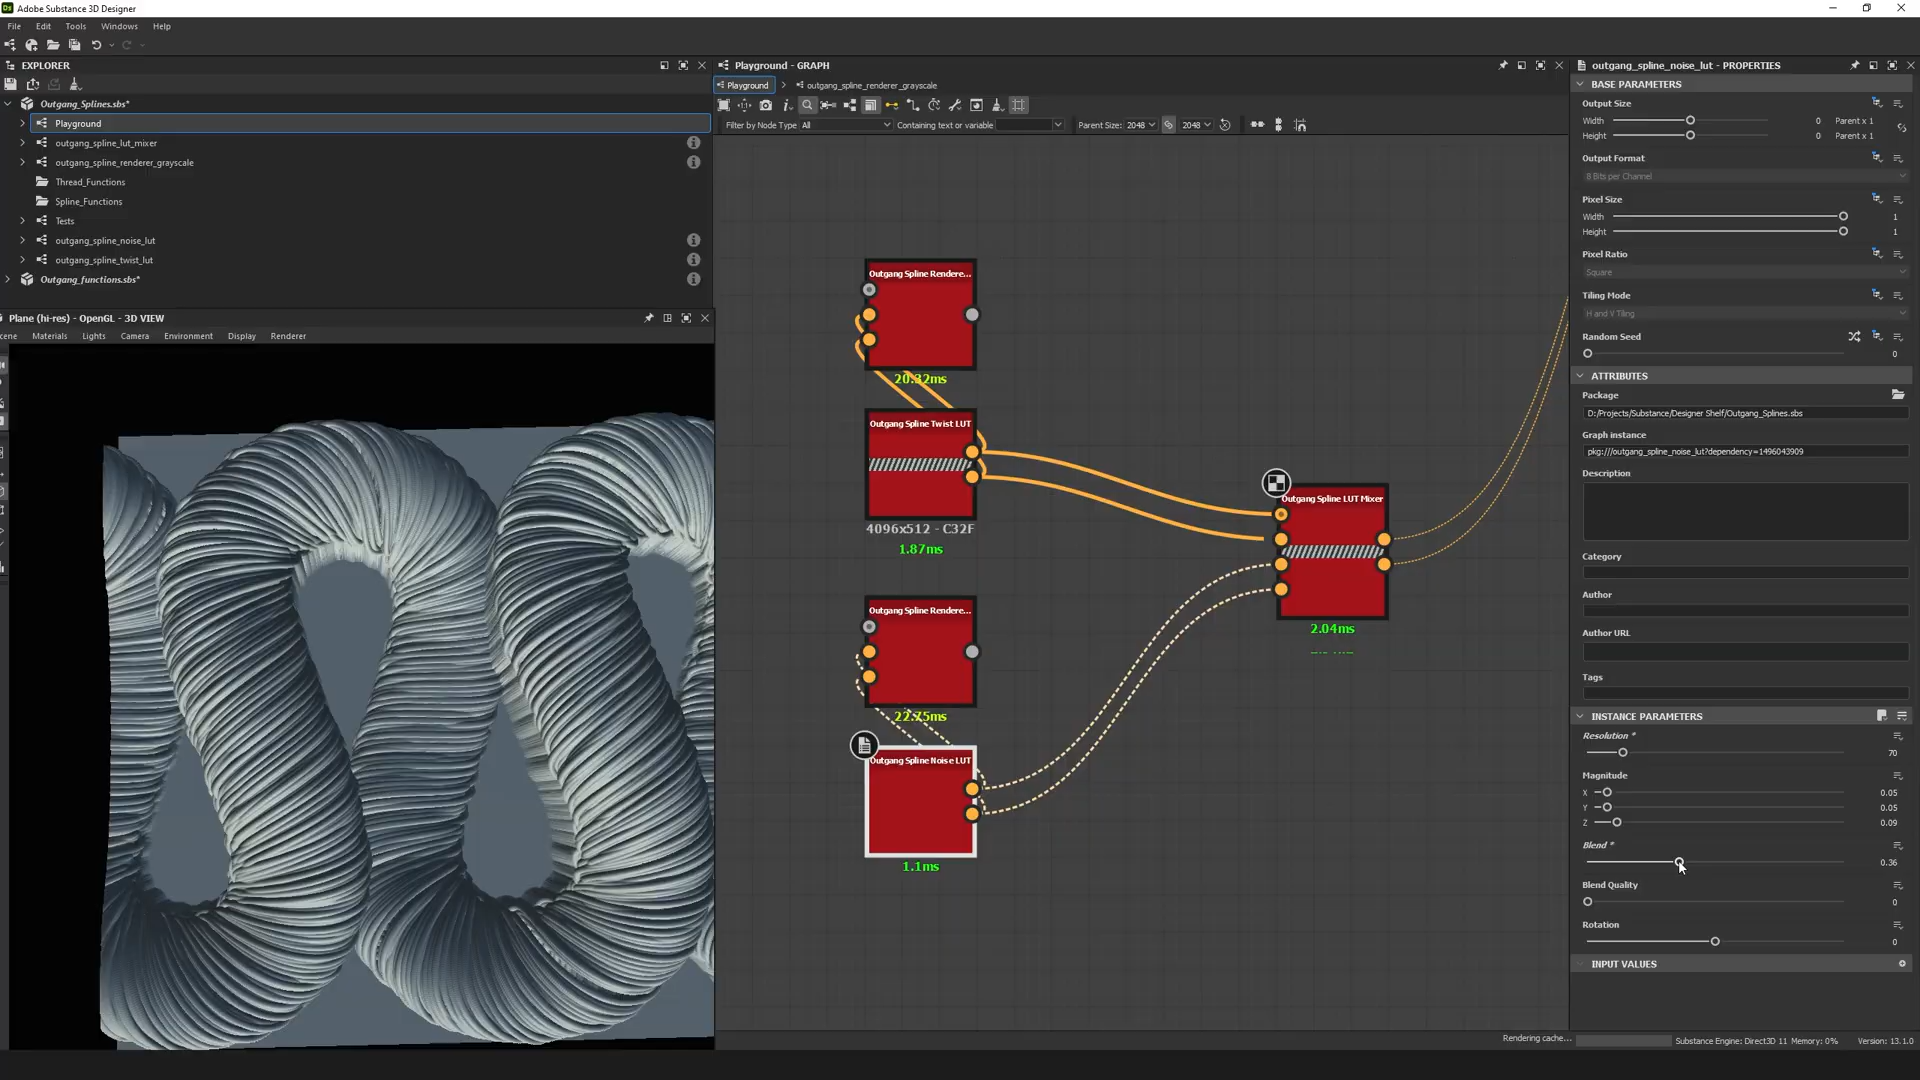 Adobe Substance 3D Designer
File Edit Tools Windows Help
EXPLORER
Outgang_Splines.sbs*
Playground
outgang_spline_lut_mixer
outgang_spline_renderer_grayscale
Thread_Functions
Spline_Functions
Tests
outgang_spline_noise_lut
outgang_spline_twist_lut
Outgang_functions.sbs*
Plane (hi-res) - OpenGL - 3D VIEW
cene Materials Lights Camera Environment Display Renderer
Playground - GRAPH
Playground > outgang_spline_renderer_grayscale
Filter by Node Type All Containing text or variable Parent Size: 2048 2048
Outgang Spline Rendere...
20.32ms
Outgang Spline Twist LUT
4096x512 - C32F
1.87ms
Outgang Spline LUT Mixer
2.04ms
Outgang Spline Rendere...
22.75ms
Outgang Spline Noise LUT
1.1ms
outgang_spline_noise_lut - PROPERTIES
BASE PARAMETERS
Output Size
Width 0 Parent x 1
Height 0 Parent x 1
Output Format
8 Bits per Channel
Pixel Size
Width 1
Height 1
Pixel Ratio
Square
Tiling Mode
H and V Tiling
Random Seed
0
ATTRIBUTES
Package
D:/Projects/Substance/Designer Shelf/Outgang_Splines.sbs
Graph instance
pkg:///outgang_spline_noise_lut?dependency=1496043909
Description
Category
Author
Author URL
Tags
INSTANCE PARAMETERS
Resolution *
70
Magnitude
X 0.05
Y 0.05
Z 0.09
Blend *
0.36
Blend Quality
0
Rotation
0
INPUT VALUES
Rendering cache... Substance Engine: Direct3D 11 Memory: 0% Version: 13.1.0